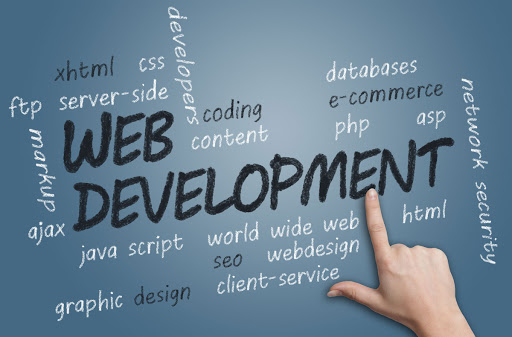 developers
xhtml
css
databases
ftp
server-side
e-commerce
network security
coding
markup
WEB
content
php
asp
DEVELOPMENT
ajax
html
java script
world wide web
seo
webdesign
client-service
graphic design